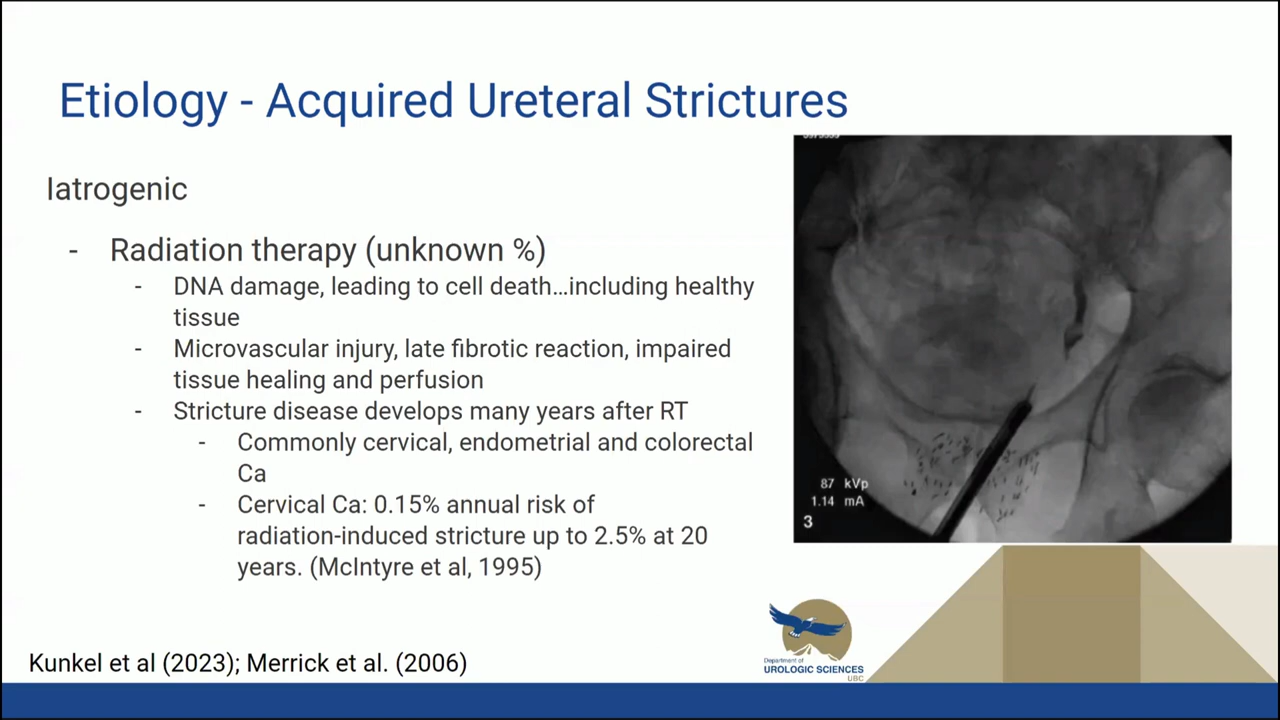 Etiology - Acquired Ureteral Strictures
Iatrogenic
- Radiation therapy (unknown %)
- DNA damage, leading to cell death...including healthy
tissue
- Microvascular injury, late fibrotic reaction, impaired
tissue healing and perfusion
- Stricture disease develops many years after RT
- Commonly cervical, endometrial and colorectal
Ca
- Cervical Ca: 0.15% annual risk of
radiation-induced stricture up to 2.5% at 20
years. (McIntyre et al, 1995)
87 kVp
1.14 mA
3
Department of
UROLOGIC SCIENCES
UBC
Kunkel et al (2023); Merrick et al. (2006)